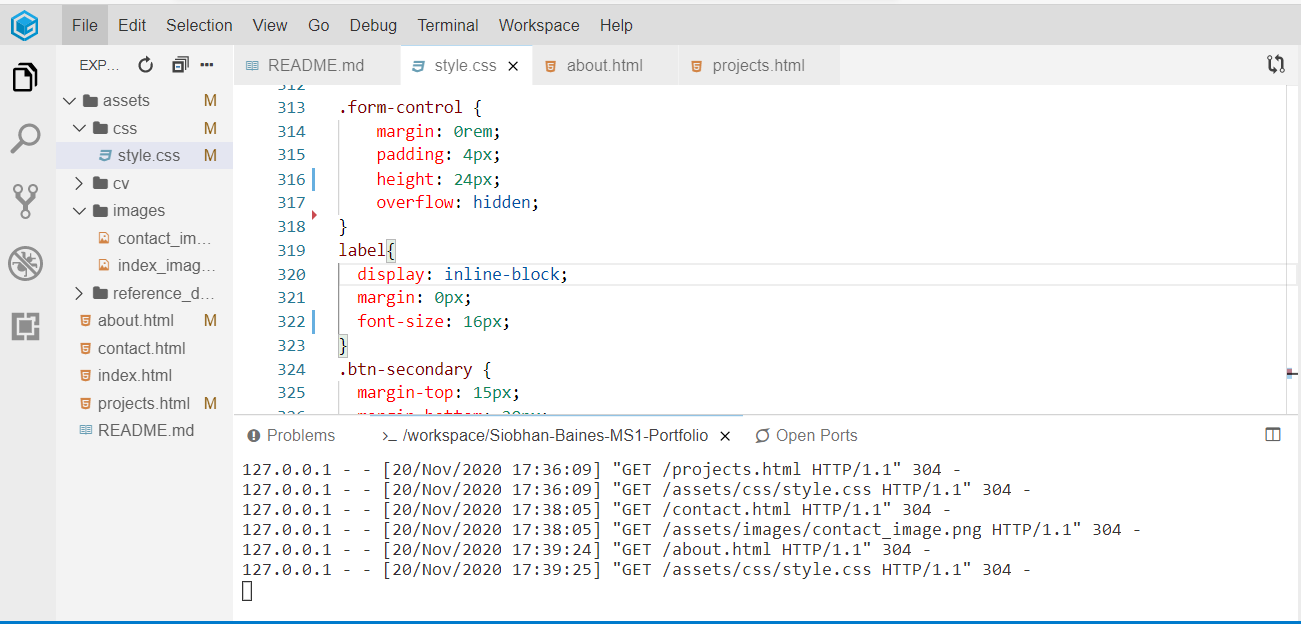 File Edit Selection View Go Debug Terminal Workspace Help
EXP...
README.md style.css about.html projects.html
assets M
css M
style.css M
cv
images
contact_im...
index_imag...
reference_d...
about.html M
contact.html
index.html
projects.html M
README.md
312
313 .form-control {
314 margin: 0rem;
315 padding: 4px;
316 height: 24px;
317 overflow: hidden;
318 }
319 label{
320 display: inline-block;
321 margin: 0px;
322 font-size: 16px;
323 }
324 .btn-secondary {
325 margin-top: 15px;
326 margin-bottom: 20px;
Problems >_ /workspace/Siobhan-Baines-MS1-Portfolio Open Ports
127.0.0.1 - - [20/Nov/2020 17:36:09] "GET /projects.html HTTP/1.1" 304 -
127.0.0.1 - - [20/Nov/2020 17:36:09] "GET /assets/css/style.css HTTP/1.1" 304 -
127.0.0.1 - - [20/Nov/2020 17:38:05] "GET /contact.html HTTP/1.1" 304 -
127.0.0.1 - - [20/Nov/2020 17:38:05] "GET /assets/images/contact_image.png HTTP/1.1" 304 -
127.0.0.1 - - [20/Nov/2020 17:39:24] "GET /about.html HTTP/1.1" 304 -
127.0.0.1 - - [20/Nov/2020 17:39:25] "GET /assets/css/style.css HTTP/1.1" 304 -